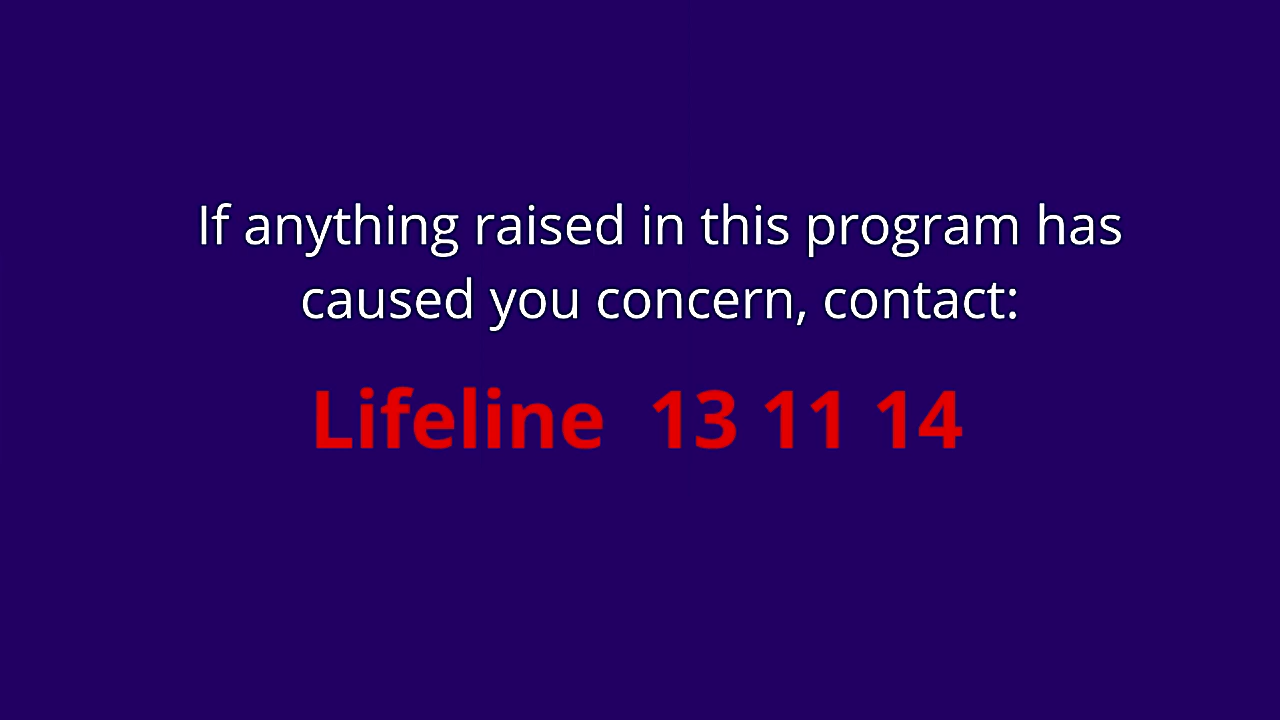 If anything raised in this program has
caused you concern, contact:
Lifeline 13 11 14